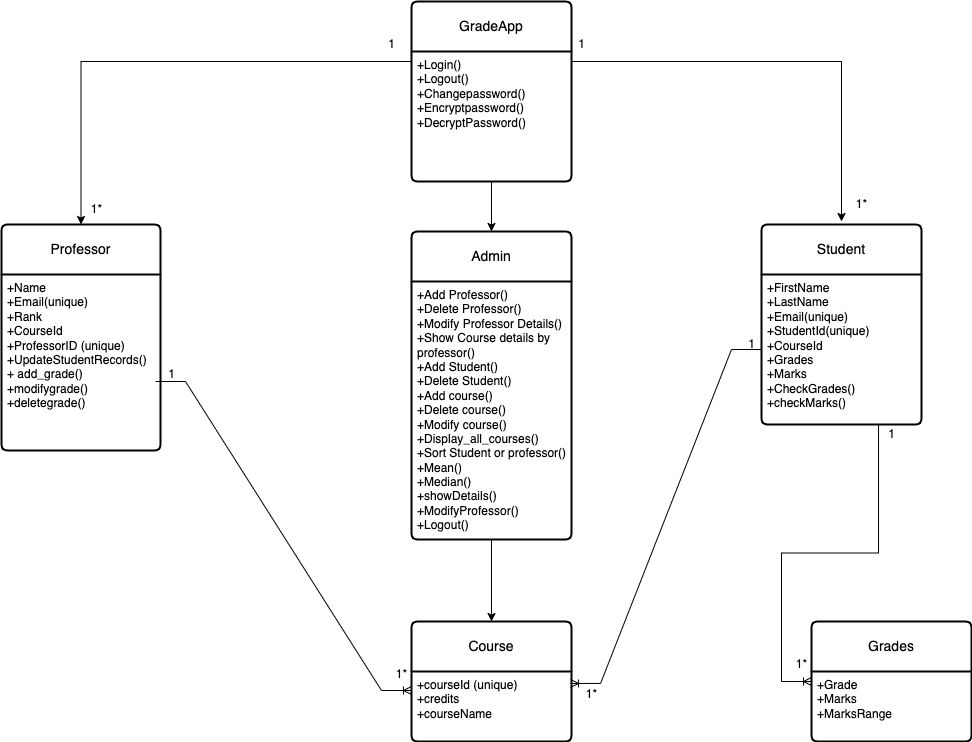 GradeApp
1
1
+Login()
+Logout()
+Changepassword()
+Encryptpassword()
+DecryptPassword()
1*
1*
Professor
+Name
+Email(unique)
+Rank
+CourseId
+ProfessorID (unique)
+UpdateStudentRecords()
+ add_grade()
+modifygrade()
+deletegrade()
1
Admin
+Add Professor()
+Delete Professor()
+Modify Professor Details()
+Show Course details by
professor()
+Add Student()
+Delete Student()
+Add course()
+Delete course()
+Modify course()
+Display_all_courses()
+Sort Student or professor()
+Mean()
+Median()
+showDetails()
+ModifyProfessor()
+Logout()
Student
+FirstName
+LastName
+Email(unique)
+StudentId(unique)
+CourseId
+Grades
+Marks
+CheckGrades()
+checkMarks()
1
1
Course
1*
1*
+courseId (unique)
+credits
+courseName
Grades
1*
+Grade
+Marks
+MarksRange